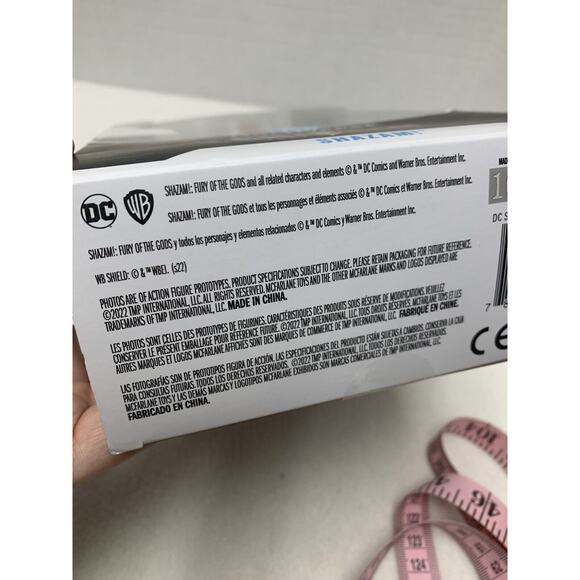 SHAZAM!
DC
WB
SHAZAM!: FURY OF THE GODS and all related characters and elements © & ™ DC Comics and Warner Bros. Entertainment Inc.
SHAZAM!: FURY OF THE GODS et tous les personnages et éléments associés © & ™ DC Comics et Warner Bros. Entertainment Inc.
SHAZAM!: FURY OF THE GODS y todos los personajes y elementos relacionados © & ™ DC Comics y Warner Bros. Entertainment Inc.
WB SHIELD: © & ™ WBEI. (s22)
PHOTOS ARE OF ACTION FIGURE PROTOTYPES. PRODUCT SPECIFICATIONS SUBJECT TO CHANGE. PLEASE RETAIN PACKAGING FOR FUTURE REFERENCE.
©2022 TMP INTERNATIONAL, LLC. ALL RIGHTS RESERVED. MCFARLANE TOYS AND THE OTHER MCFARLANE MARKS AND LOGOS DISPLAYED ARE
TRADEMARKS OF TMP INTERNATIONAL, LLC. MADE IN CHINA.
LES PHOTOS SONT CELLES DES PROTOTYPES DE FIGURINES. CARACTÉRISTIQUES DES PRODUITS SOUS RÉSERVE DE MODIFICATIONS. VEUILLEZ
CONSERVER LE PRESENT EMBALLAGE POUR RÉFÉRENCE FUTURE. ©2022 TMP INTERNATIONAL, LLC. TOUS DROITS RÉSERVÉS. MCFARLANE TOYS ET LES
AUTRES MARQUES ET LOGOS MCFARLANE AFFICHÉS SONT DES MARQUES DE COMMERCE DE TMP INTERNATIONAL, LLC. FABRIQUÉ EN CHINE.
LAS FOTOGRAFÍAS SON DE PROTOTIPOS FIGURA DE ACCIÓN. LAS ESPECIFICACIONES DEL PRODUCTO ESTÁN SUJETAS A CAMBIOS. CONSERVA LA CAJA
PARA CONSULTAS FUTURAS. TODOS LOS DERECHOS RESERVADOS. ©2022 TMP INTERNATIONAL, LLC. TODOS LOS DERECHOS RESERVADOS.
MCFARLANE TOYS Y LAS DEMÁS MARCAS Y LOGOTIPOS MCFARLANE EXHIBIDOS SON MARCAS COMERCIALES DE TMP INTERNATIONAL, LLC.
FABRICADO EN CHINA.
MAD
DC S
7
CE
104
46
123
124